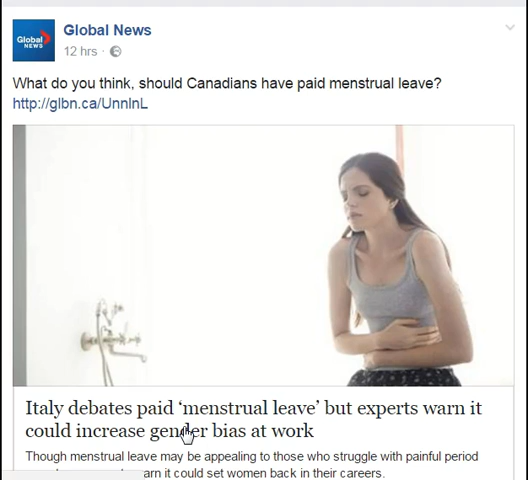 Global
NEWS
Global News
12 hrs ·
What do you think, should Canadians have paid menstrual leave?
http://glbn.ca/UnnlnL
Italy debates paid ‘menstrual leave’ but experts warn it
could increase gender bias at work
Though menstrual leave may be appealing to those who struggle with painful period
it could set women back in their careers.